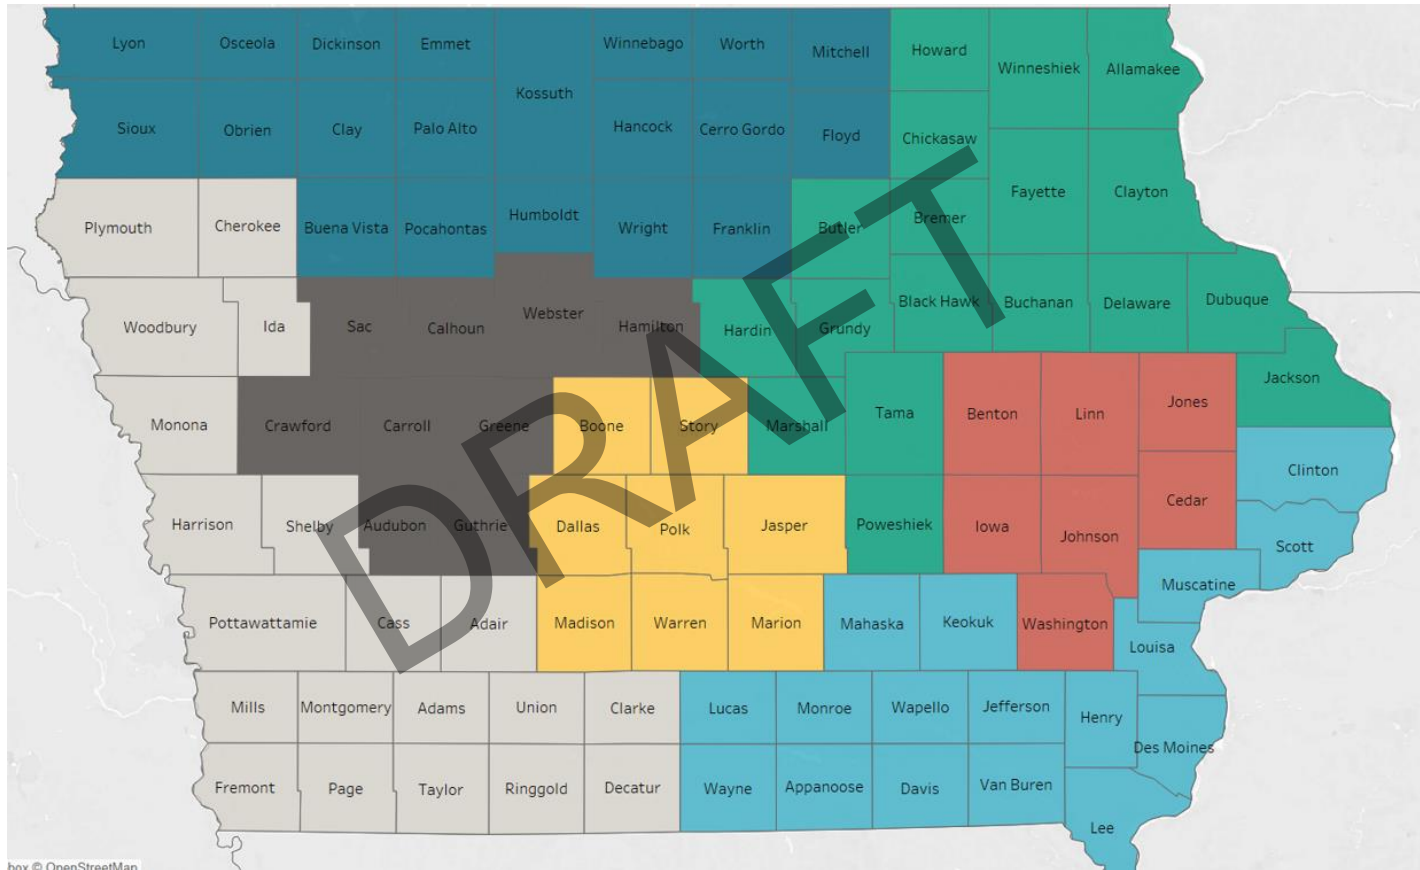 Lyon
Osceola
Dickinson
Emmet
Kossuth
Winnebago
Worth
Mitchell
Howard
Winneshiek
Allamakee
Sioux
Obrien
Clay
Palo Alto
Hancock
Cerro Gordo
Floyd
Chickasaw
Plymouth
Cherokee
Buena Vista
Pocahontas
Humboldt
Wright
Franklin
Butler
Bremer
Fayette
Clayton
Woodbury
Ida
Sac
Calhoun
Webster
Hamilton
Hardin
Grundy
Black Hawk
Buchanan
Delaware
Dubuque
Monona
Crawford
Carroll
Greene
Boone
Story
Marshall
Tama
Benton
Linn
Jones
Jackson
Harrison
Shelby
Audubon
Guthrie
Dallas
Polk
Jasper
Poweshiek
Iowa
Johnson
Cedar
Clinton
Scott
Muscatine
Pottawattamie
Cass
Adair
Madison
Warren
Marion
Mahaska
Keokuk
Washington
Louisa
Mills
Montgomery
Adams
Union
Clarke
Lucas
Monroe
Wapello
Jefferson
Henry
Des Moines
Fremont
Page
Taylor
Ringgold
Decatur
Wayne
Appanoose
Davis
Van Buren
Lee
DRAFT
box © OpenStreetMap